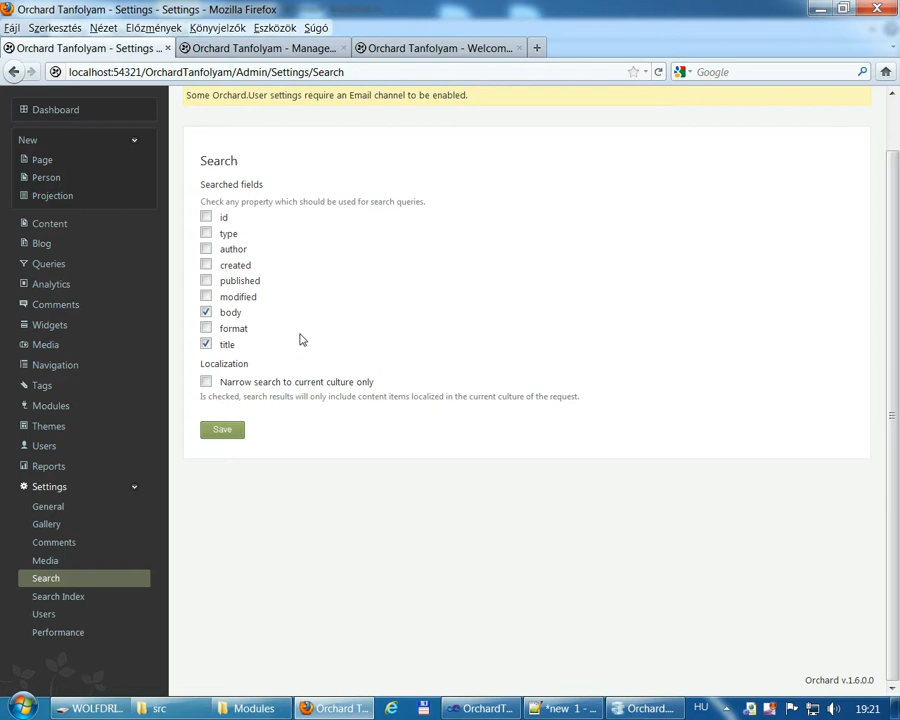 Orchard Tanfolyam - Settings - Settings - Mozilla Firefox
Fájl Szerkesztés Nézet Előzmények Könyvjelzők Eszközök Súgó
Orchard Tanfolyam - Settings ... Orchard Tanfolyam - Manage... Orchard Tanfolyam - Welcom...
localhost:54321/OrchardTanfolyam/Admin/Settings/Search
Google
Some Orchard.User settings require an Email channel to be enabled.
Dashboard
New
Page
Person
Projection
Content
Blog
Queries
Analytics
Comments
Widgets
Media
Navigation
Tags
Modules
Themes
Users
Reports
Settings
General
Gallery
Comments
Media
Search
Search Index
Users
Performance
Search
Searched fields
Check any property which should be used for search queries.
id
type
author
created
published
modified
body
format
title
Localization
Narrow search to current culture only
Is checked, search results will only include content items localized in the current culture of the request.
Save
Orchard v.1.6.0.0
WOLFDRI... src Modules Orchard T... OrchardT... *new 1 - ... Orchard.... HU 19:21